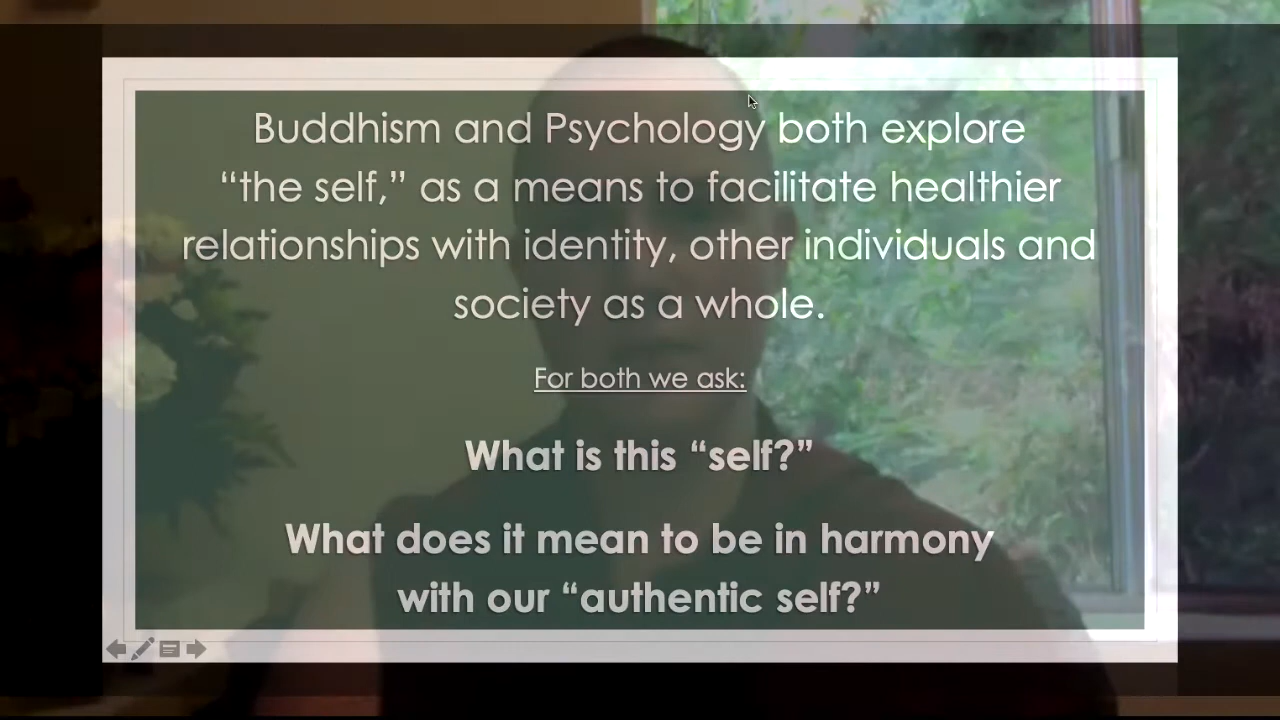 Buddhism and Psychology both explore
“the self,” as a means to facilitate healthier
relationships with identity, other individuals and
society as a whole.
For both we ask:
What is this “self?”
What does it mean to be in harmony
with our “authentic self?”